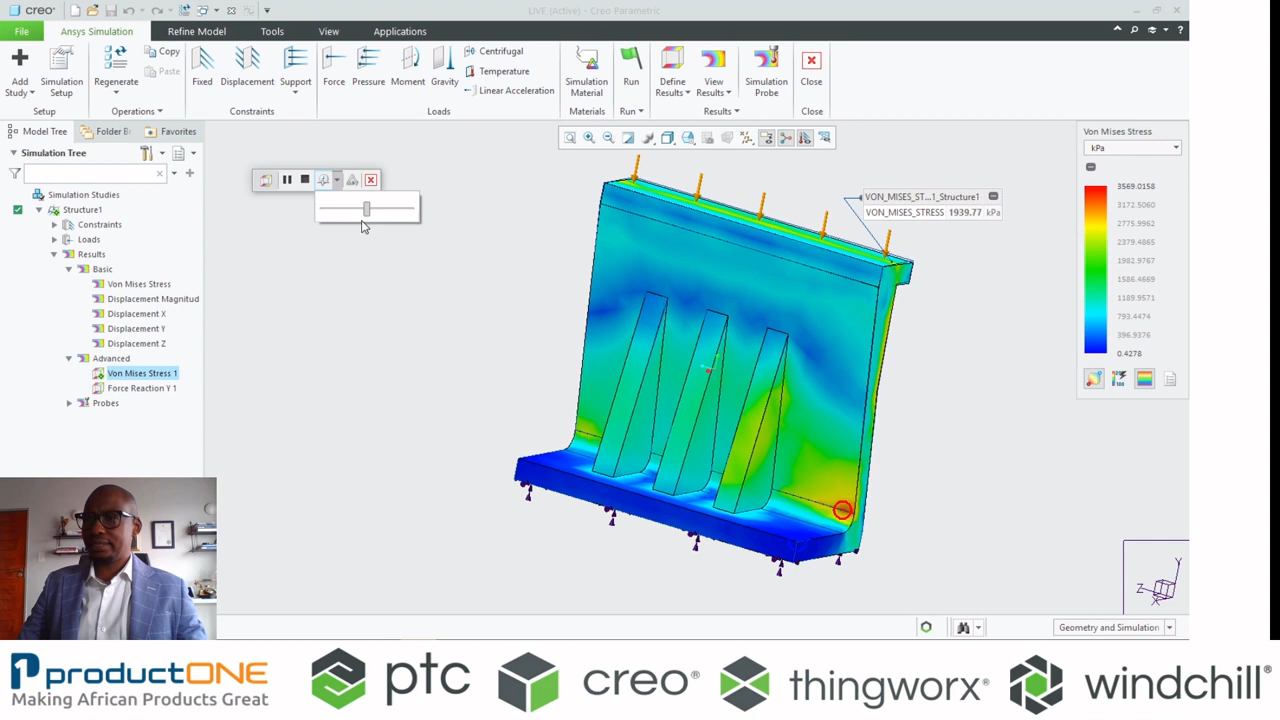 creo
LIVE (Active) - Creo Parametric
File
Ansys Simulation
Refine Model
Tools
View
Applications
Add Study
Simulation Setup
Setup
Regenerate
Copy
Paste
Operations
Fixed
Displacement
Support
Constraints
Force
Pressure
Moment
Gravity
Centrifugal
Temperature
Linear Acceleration
Loads
Simulation Material
Materials
Run
Run
Define Results
View Results
Simulation Probe
Results
Close
Close
Model Tree
Folder B
Favorites
Simulation Tree
Simulation Studies
Structure1
Constraints
Loads
Results
Basic
Von Mises Stress
Displacement Magnitud
Displacement X
Displacement Y
Displacement Z
Advanced
Von Mises Stress 1
Force Reaction Y 1
Probes
VON_MISES_ST...1_Structure1
VON_MISES_STRESS 1939.77 kPa
Von Mises Stress
kPa
3569.0158
3172.5060
2775.9962
2379.4865
1982.9767
1586.4669
1189.9571
793.4474
396.9376
0.4278
Y
Z
X
Geometry and Simulation
productONE
Making African Products Great
ptc
creo®
thingworx®
windchill®